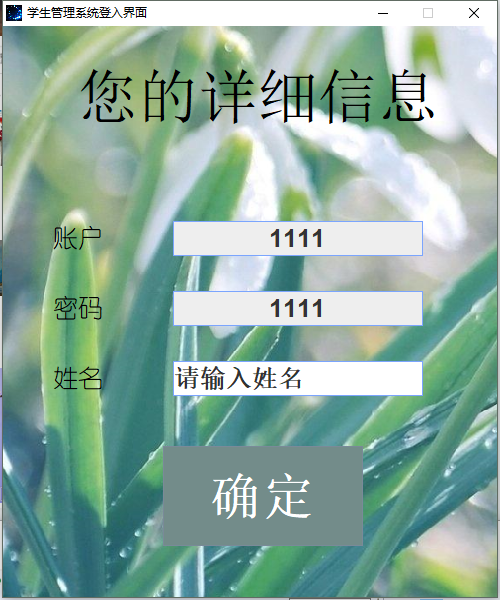 学生管理系统登入界面
您的详细信息
账户 1111
密码 1111
姓名 请输入姓名
确定